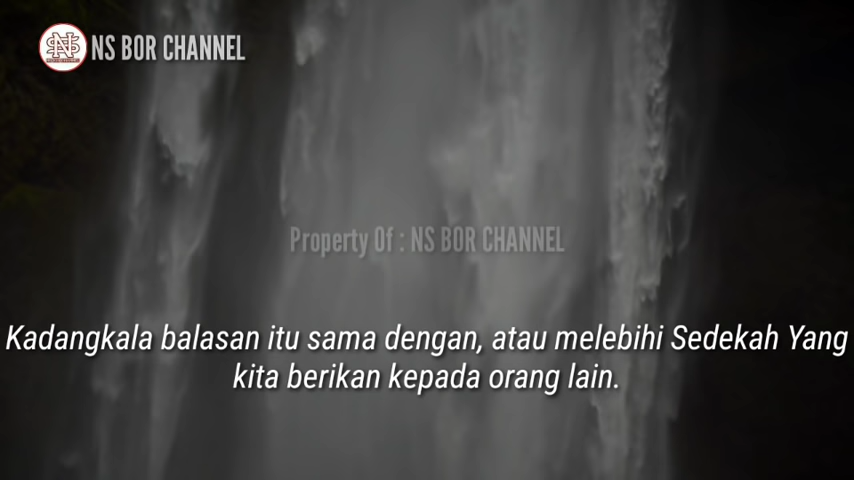 NS BOR CHANNEL
Property Of : NS BOR CHANNEL
Kadangkala balasan itu sama dengan, atau melebihi Sedekah Yang
kita berikan kepada orang lain.